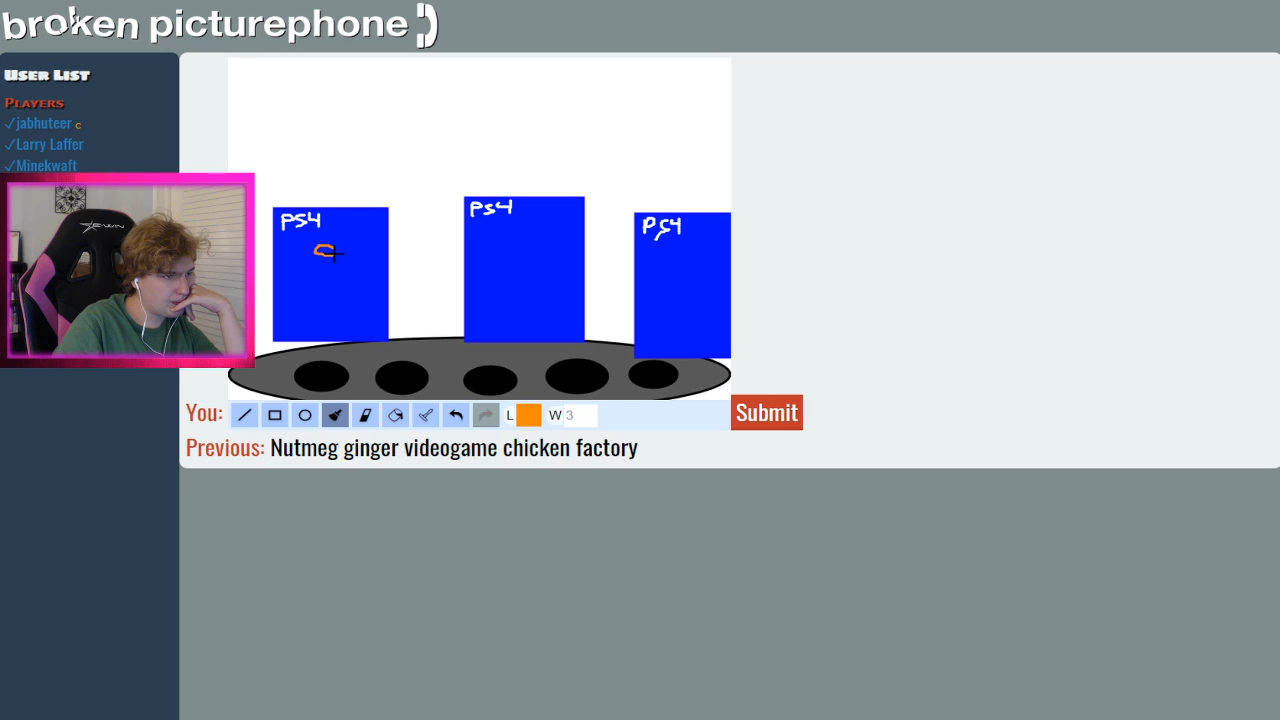 broken picturephone
User List
Players
✓jabhuteer c
✓Larry Laffer
✓Minekwaft
PS4
Ps4
PS4
You:
L
W 3
Submit
Previous: Nutmeg ginger videogame chicken factory